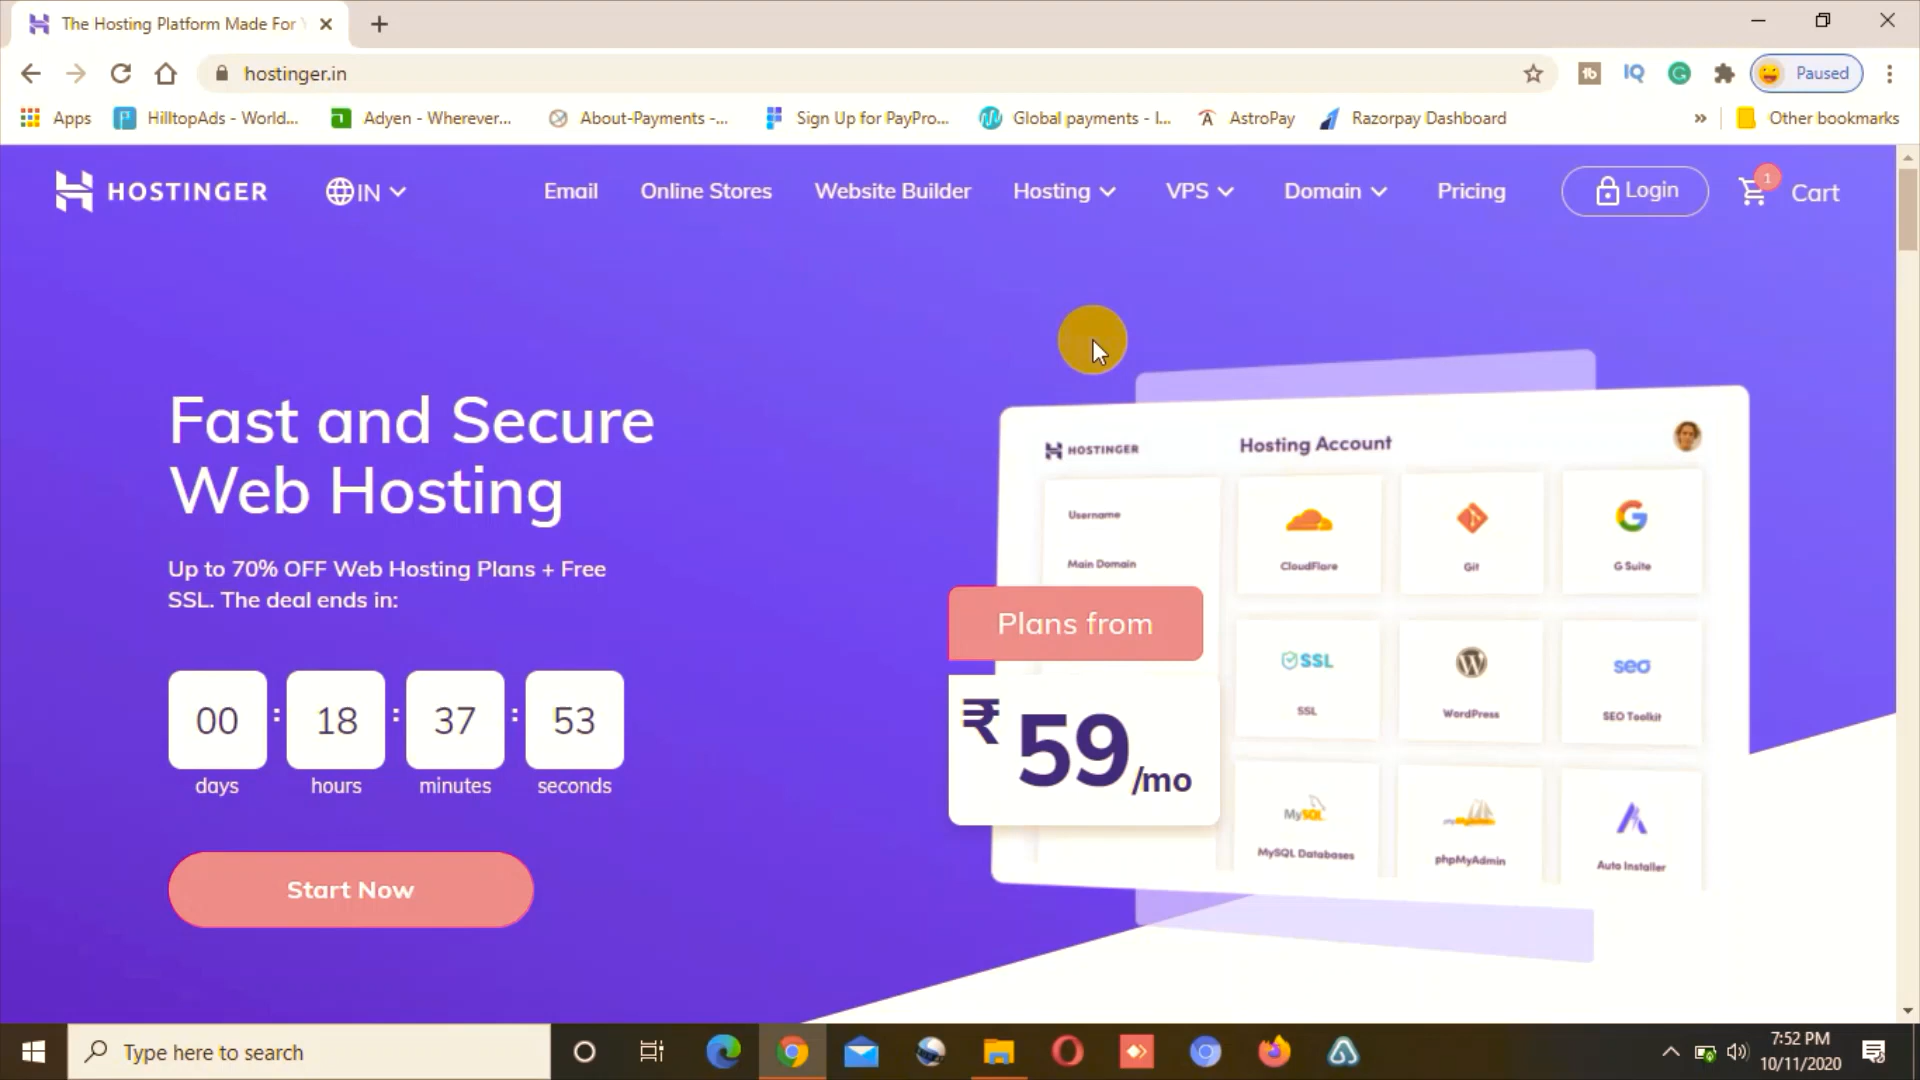 The Hosting Platform Made For
hostinger.in
Paused
Apps
HilltopAds - World...
Adyen - Wherever...
About-Payments -...
Sign Up for PayPro...
Global payments - I...
AstroPay
Razorpay Dashboard
»
Other bookmarks
HOSTINGER
IN
Email
Online Stores
Website Builder
Hosting
VPS
Domain
Pricing
Login
1
Cart
Fast and Secure
Web Hosting
Up to 70% OFF Web Hosting Plans + Free
SSL. The deal ends in:
00 : 18 : 37 : 53
days hours minutes seconds
Start Now
HOSTINGER
Hosting Account
Username
Main Domain
CloudFlare
Git
G Suite
Plans from
₹ 59 /mo
SSL
SSL
WordPress
seo
SEO Toolkit
MySQL
MySQL Databases
phpMyAdmin
Auto Installer
Type here to search
7:52 PM
10/11/2020